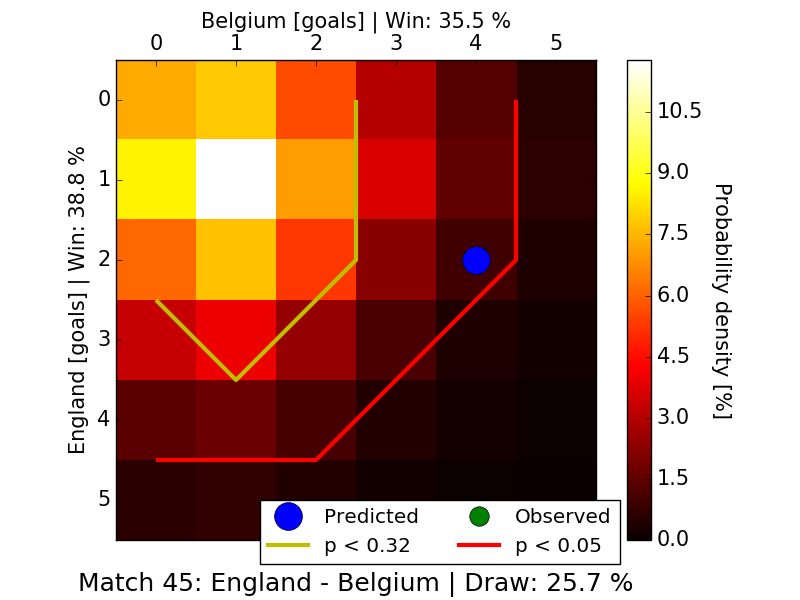 Belgium [goals] | Win: 35.5 %
0 1 2 3 4 5
England [goals] | Win: 38.8 %
0
1
2
3
4
5
10.5
9.0
7.5
6.0
4.5
3.0
1.5
0.0
Probability density [%]
Predicted Observed
p < 0.32 p < 0.05
Match 45: England - Belgium | Draw: 25.7 %